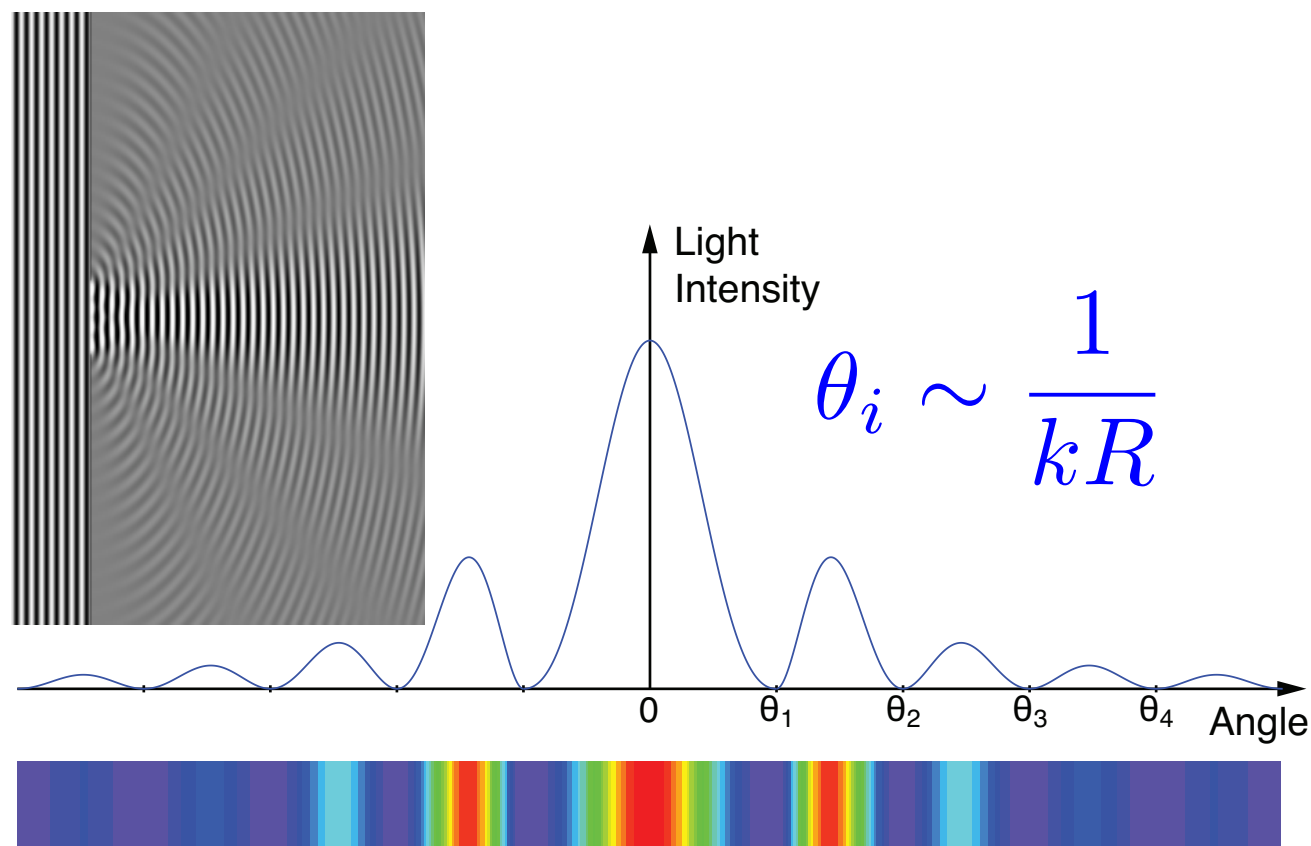 Light
Intensity
θᵢ ~ 1/(kR)
0 θ₁ θ₂ θ₃ θ₄ Angle